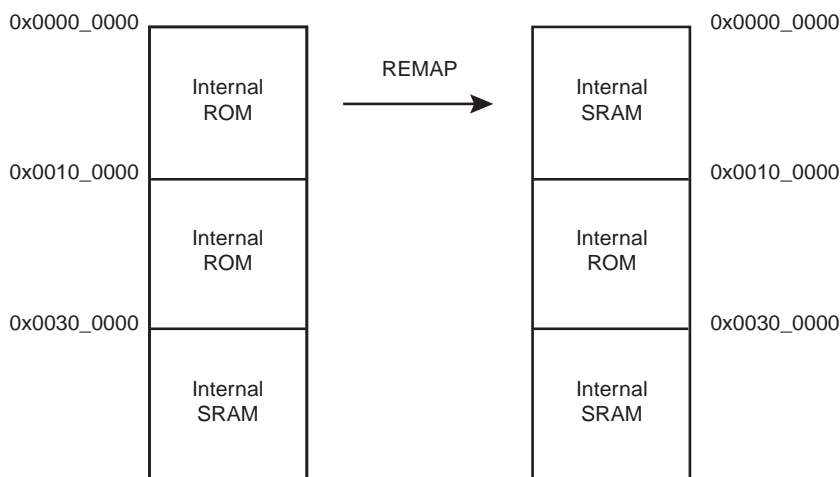 0x0000_0000
Internal
ROM
0x0010_0000
Internal
ROM
0x0030_0000
Internal
SRAM
REMAP
0x0000_0000
Internal
SRAM
0x0010_0000
Internal
ROM
0x0030_0000
Internal
SRAM